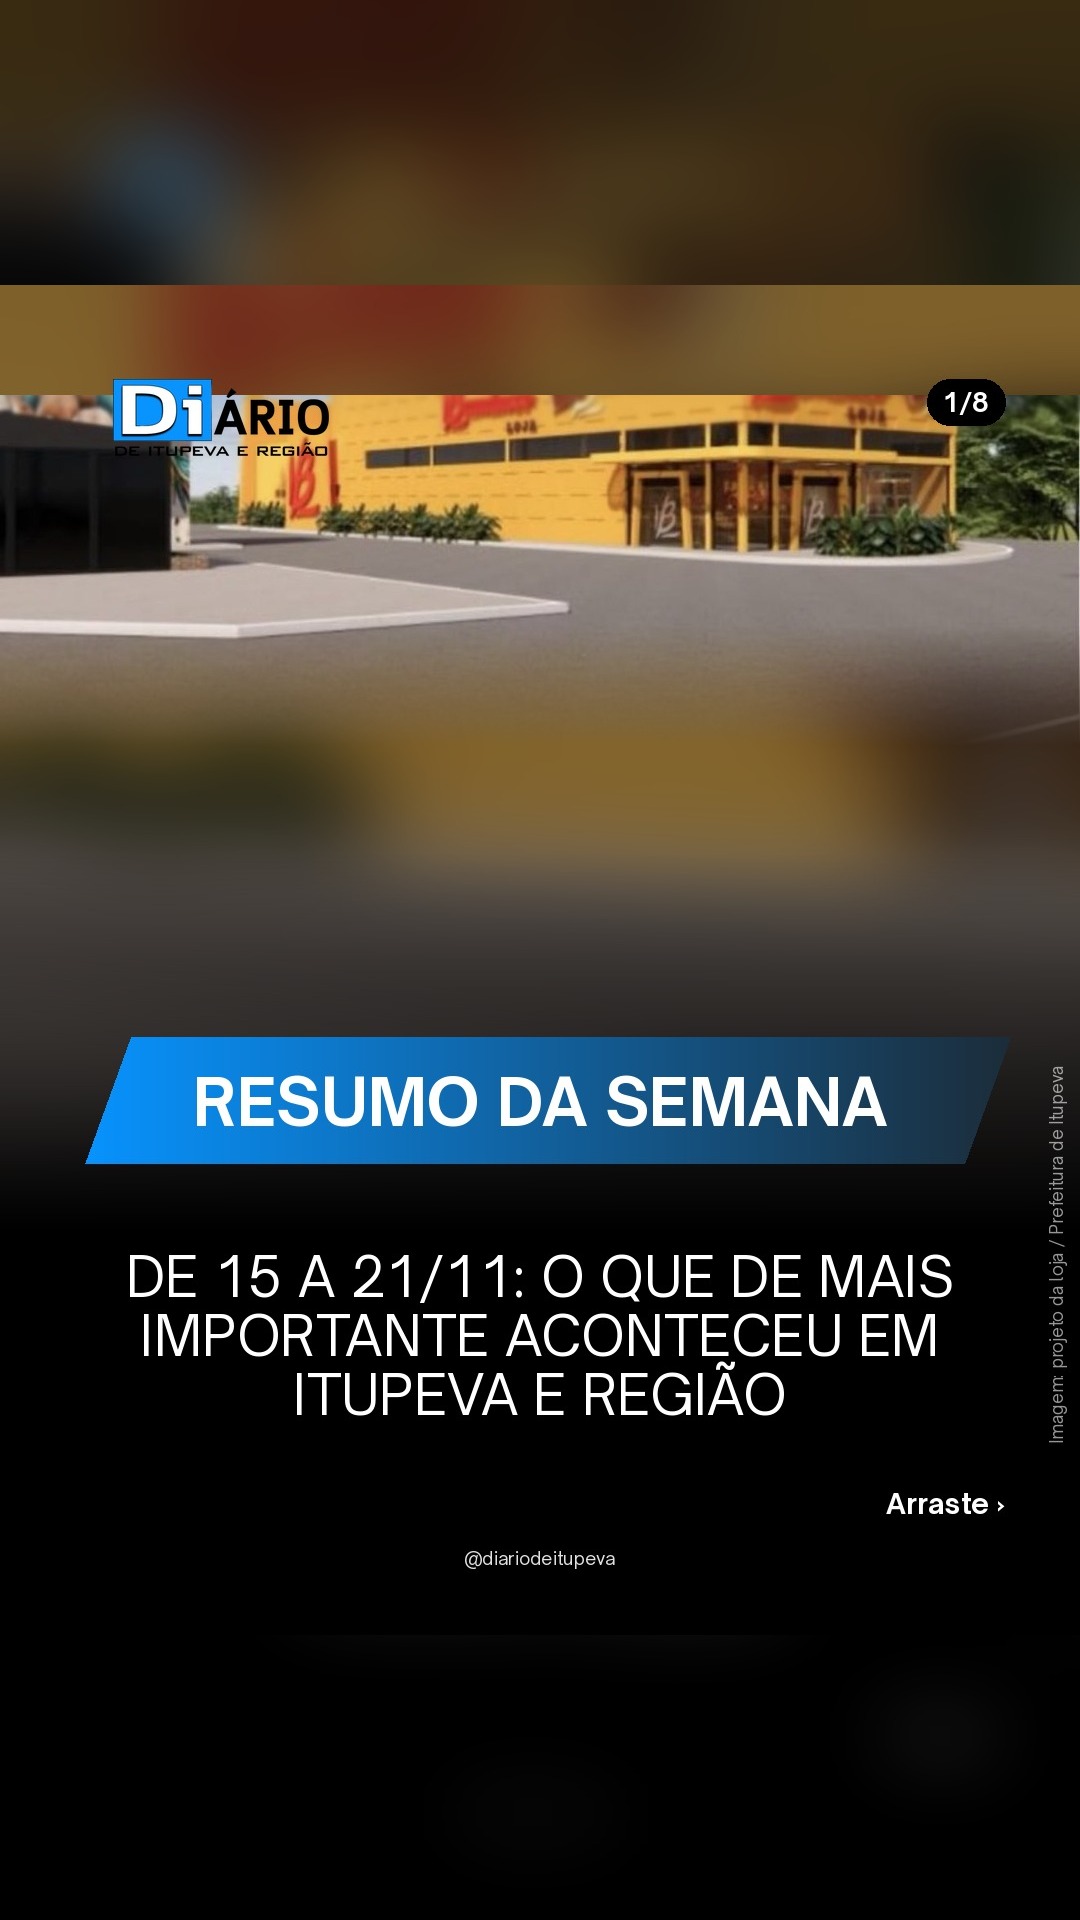 DiÁRIO
DE ITUPEVA E REGIÃO
1/8
LOJA
RESUMO DA SEMANA
DE 15 A 21/11: O QUE DE MAIS
IMPORTANTE ACONTECEU EM
ITUPEVA E REGIÃO
Imagem: projeto da loja / Prefeitura de Itupeva
Arraste ›
@diariodeitupeva